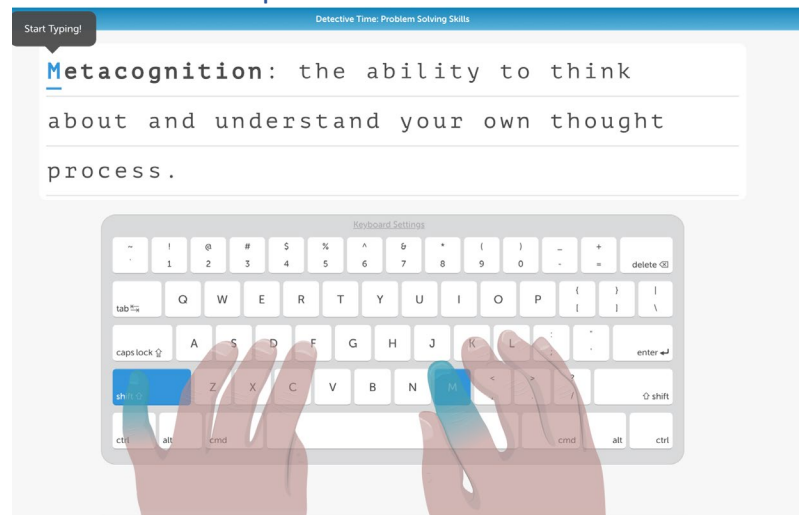 Detective Time: Problem Solving Skills
Start Typing!
Metacognition: the ability to think
about and understand your own thought
process.
Keyboard Settings
~ ! @ # $ % ^ & * ( ) _ +
` 1 2 3 4 5 6 7 8 9 0 - = delete
{ } |
tab Q W E R T Y U I O P [ ] \
: "
caps lock A S D F G H J K L ; ' enter
< > ?
shift Z X C V B N M , . / shift
ctrl alt cmd cmd alt ctrl